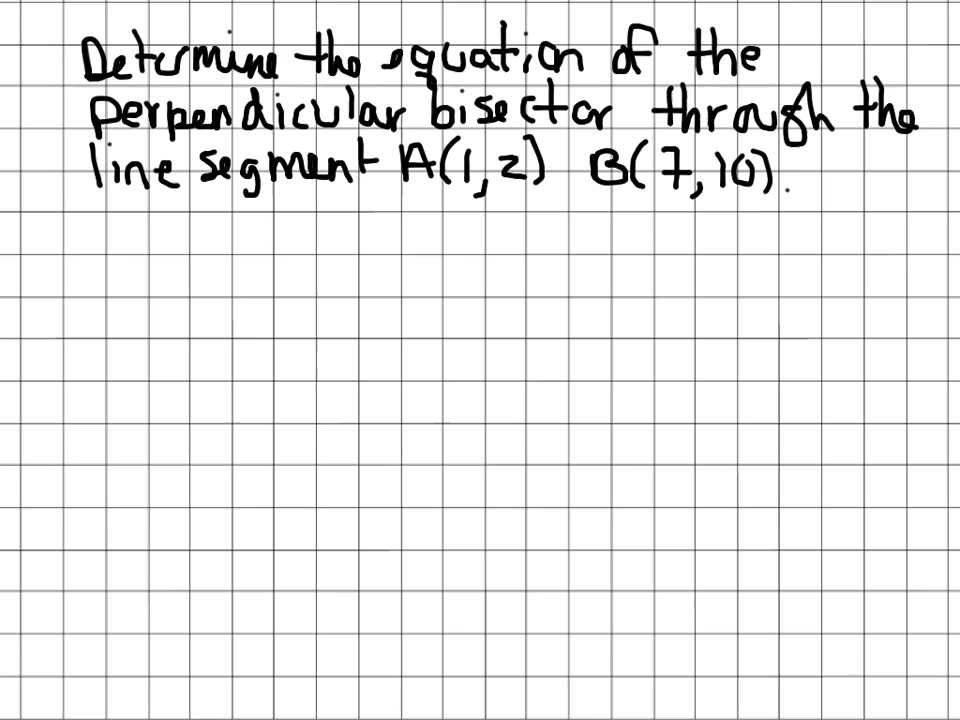 Determine the equation of the
perpendicular bisector through the
line segment A(1,2) B(7,10).